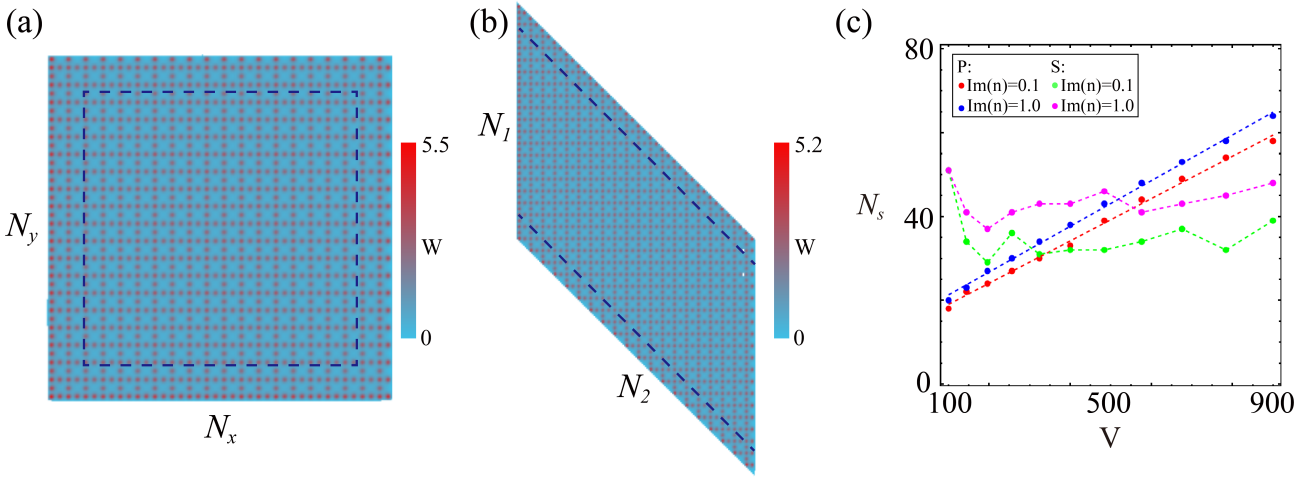 (a)
N_y
N_x
5.5
W
0
(b)
N_1
N_2
5.2
W
0
(c)
80
40
0
N_s
P: S:
Im(n)=0.1 Im(n)=0.1
Im(n)=1.0 Im(n)=1.0
100 500 900
V